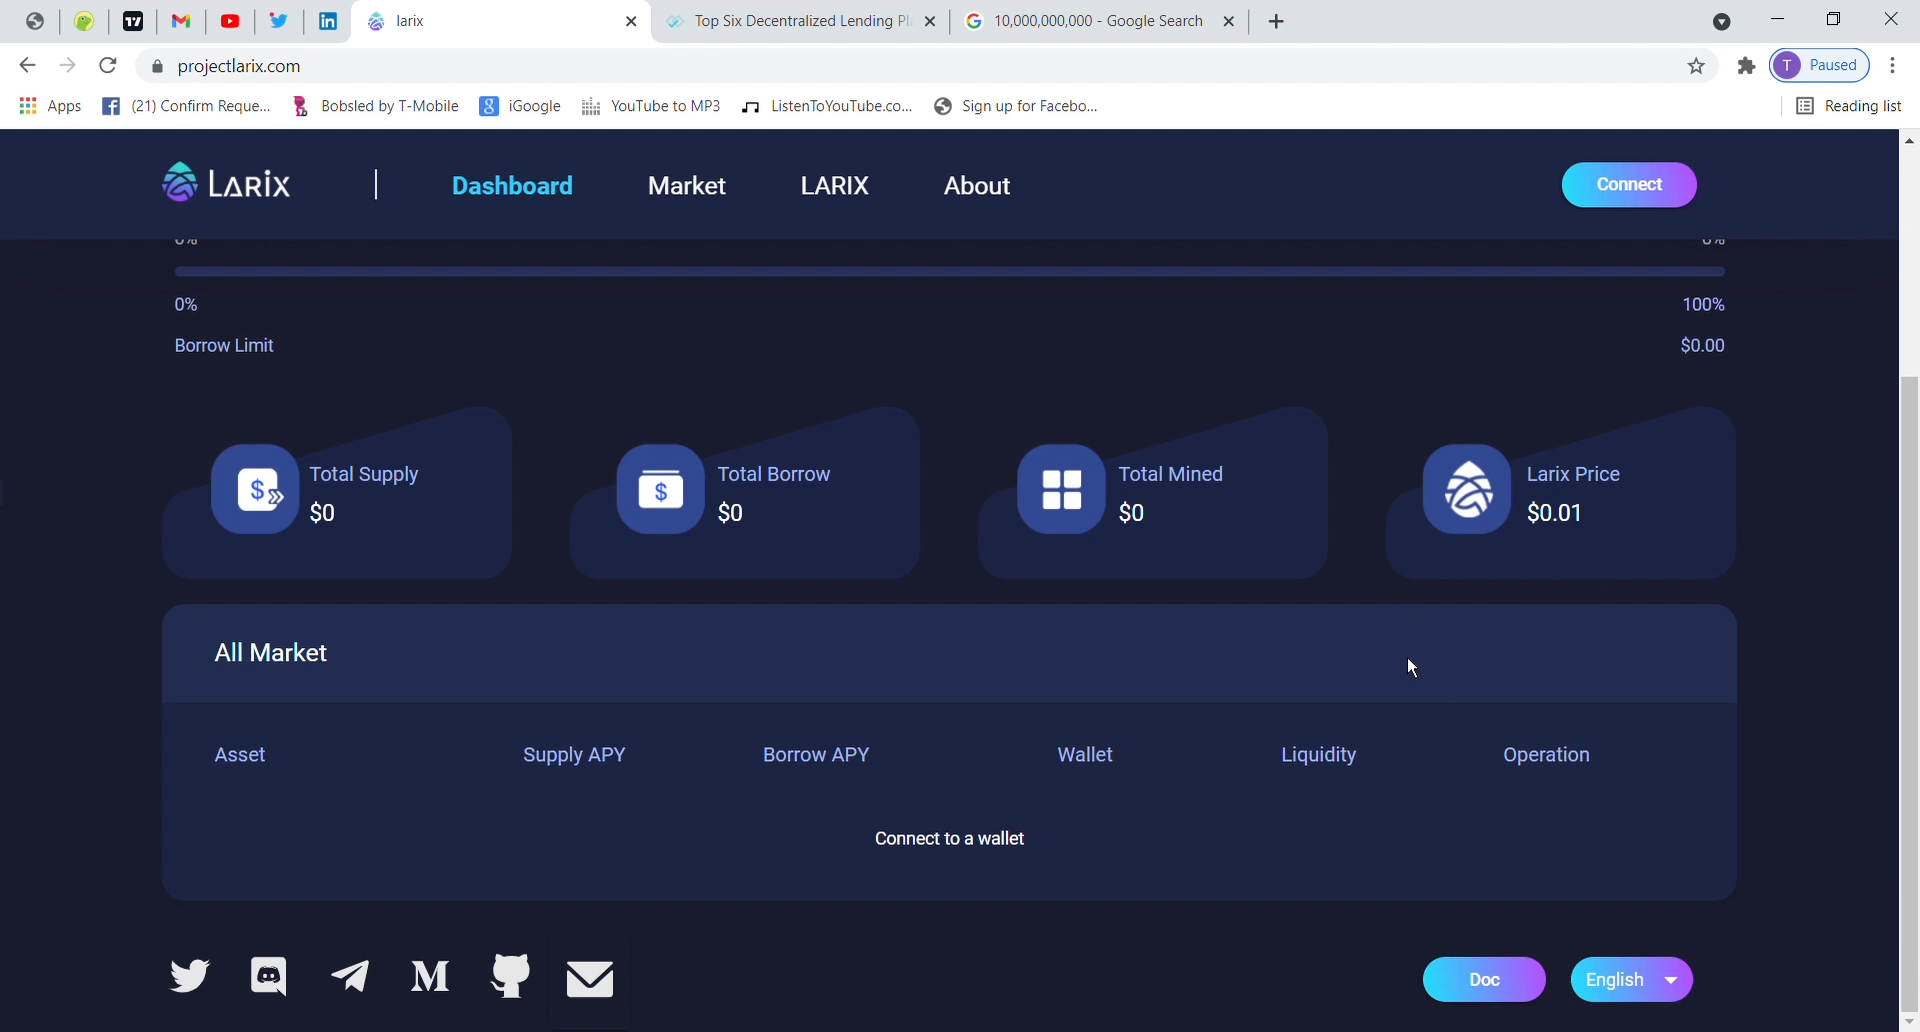 larix
Top Six Decentralized Lending Pl
10,000,000,000 - Google Search
projectlarix.com
T Paused
Apps
(21) Confirm Reque...
Bobsled by T-Mobile
iGoogle
YouTube to MP3
ListenToYouTube.co...
Sign up for Facebo...
Reading list
LARIX
Dashboard
Market
LARIX
About
Connect
0% 0%
0% 100%
Borrow Limit $0.00
Total Supply
$0
Total Borrow
$0
Total Mined
$0
Larix Price
$0.01
All Market
Asset Supply APY Borrow APY Wallet Liquidity Operation
Connect to a wallet
Doc
English